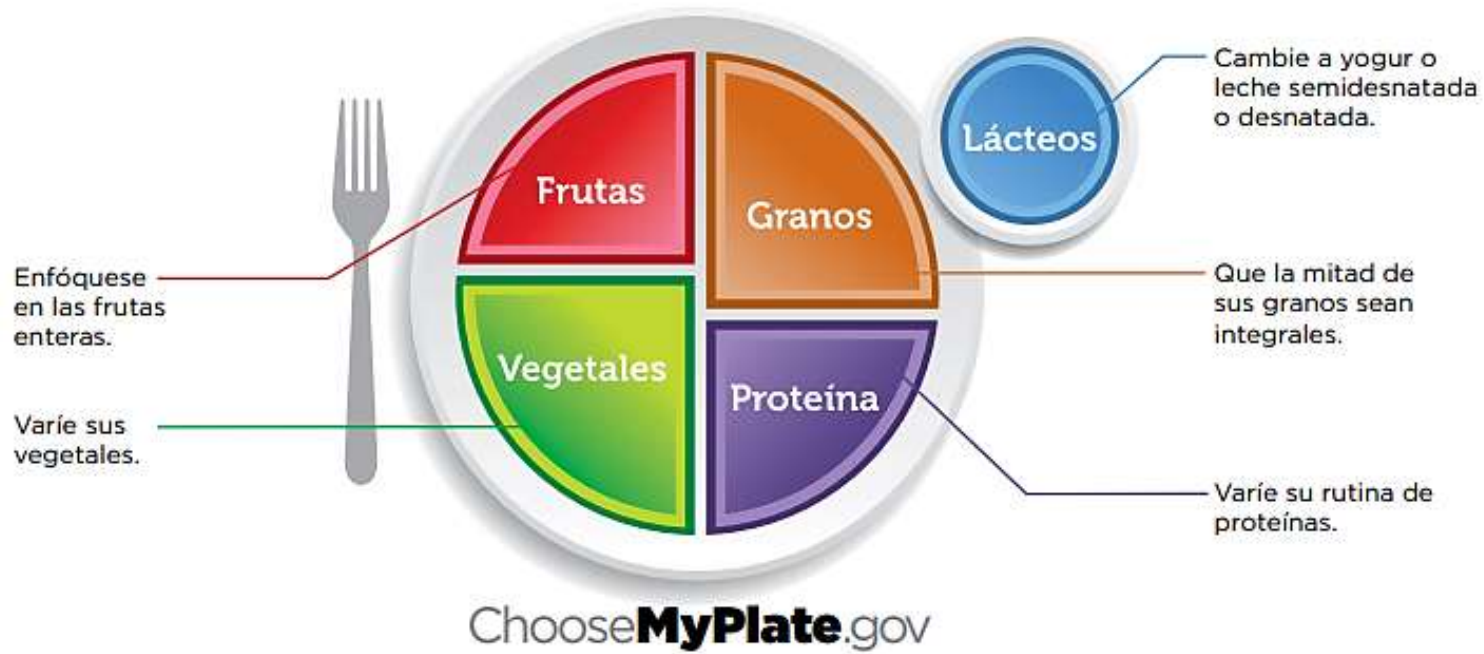 Cambie a yogur o
leche semidesnatada
o desnatada.
Lácteos
Frutas
Granos
Enfóquese
en las frutas
enteras.
Que la mitad de
sus granos sean
integrales.
Vegetales
Proteína
Varíe sus
vegetales.
Varíe su rutina de
proteínas.
ChooseMyPlate.gov